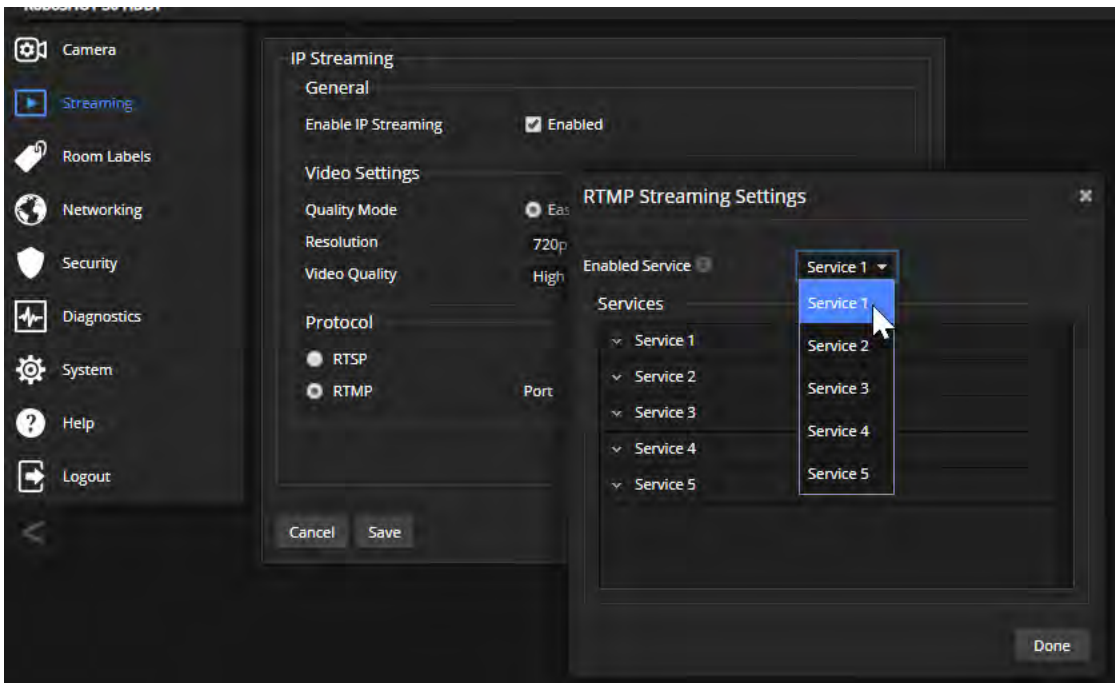 Camera
Streaming
Room Labels
Networking
Security
Diagnostics
System
Help
Logout
IP Streaming
General
Enable IP Streaming Enabled
Video Settings
Quality Mode Eas
Resolution 720p
Video Quality High
Protocol
RTSP
RTMP Port
Cancel Save
RTMP Streaming Settings
Enabled Service Service 1
Services
Service 1
Service 2
Service 3
Service 4
Service 5
Service 1
Service 2
Service 3
Service 4
Service 5
Done